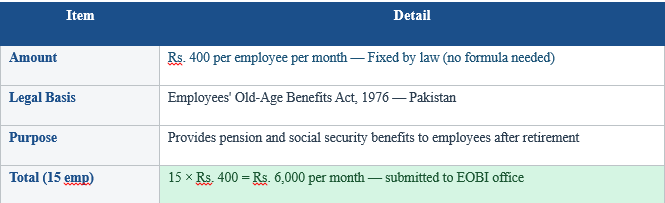 Item Detail
Amount Rs. 400 per employee per month — Fixed by law (no formula needed)
Legal Basis Employees' Old-Age Benefits Act, 1976 — Pakistan
Purpose Provides pension and social security benefits to employees after retirement
Total (15 emp) 15 × Rs. 400 = Rs. 6,000 per month — submitted to EOBI office